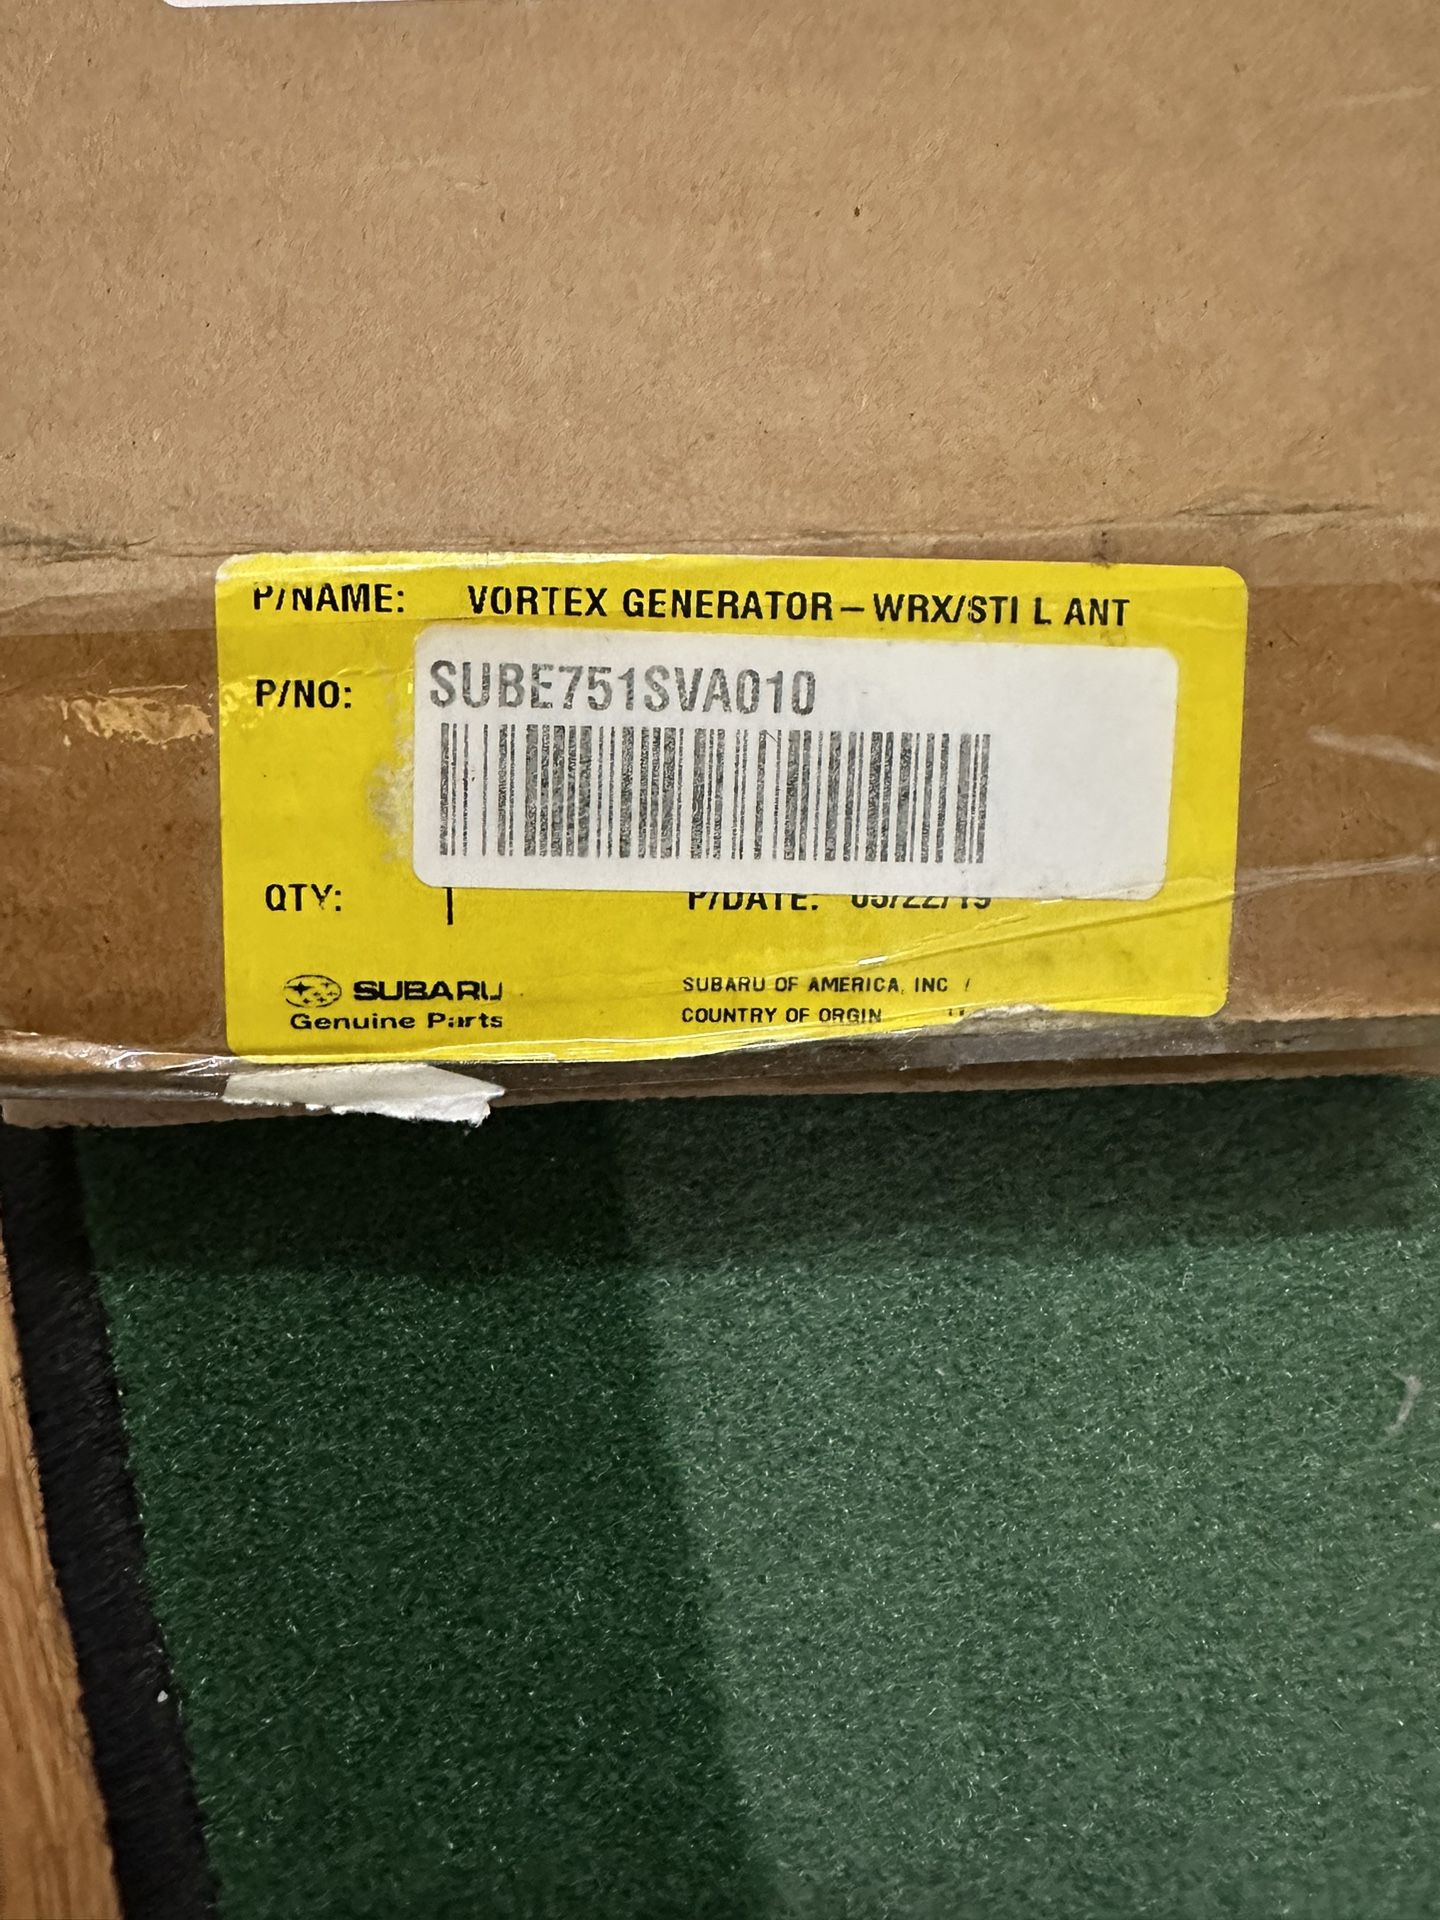 P/NAME: VORTEX GENERATOR-WRX/STI L ANT
P/NO: SUBE751SVA010
QTY: 1 P/DATE:
SUBARU SUBARU OF AMERICA, INC /
Genuine Parts COUNTRY OF ORGIN